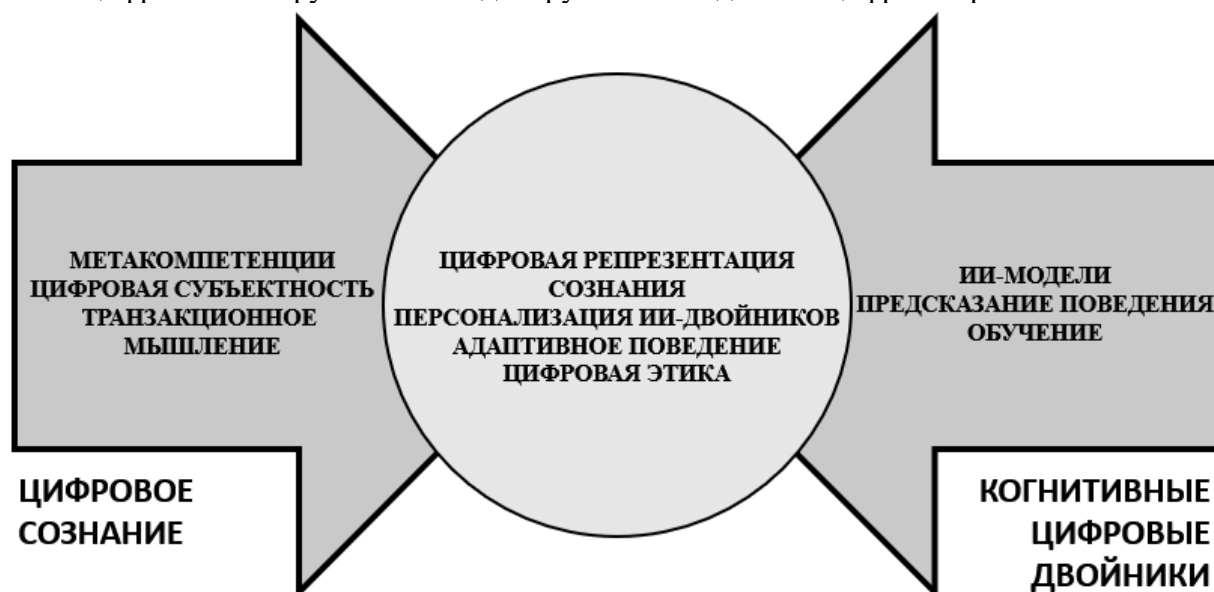 МЕТАКОМПЕТЕНЦИИ
ЦИФРОВАЯ СУБЪЕКТНОСТЬ
ТРАНЗАКЦИОННОЕ
МЫШЛЕНИЕ
ЦИФРОВАЯ РЕПРЕЗЕНТАЦИЯ
СОЗНАНИЯ
ПЕРСОНАЛИЗАЦИЯ ИИ-ДВОЙНИКОВ
АДАПТИВНОЕ ПОВЕДЕНИЕ
ЦИФРОВАЯ ЭТИКА
ИИ-МОДЕЛИ
ПРЕДСКАЗАНИЕ ПОВЕДЕНИЯ
ОБУЧЕНИЕ
ЦИФРОВОЕ
СОЗНАНИЕ
КОГНИТИВНЫЕ
ЦИФРОВЫЕ
ДВОЙНИКИ